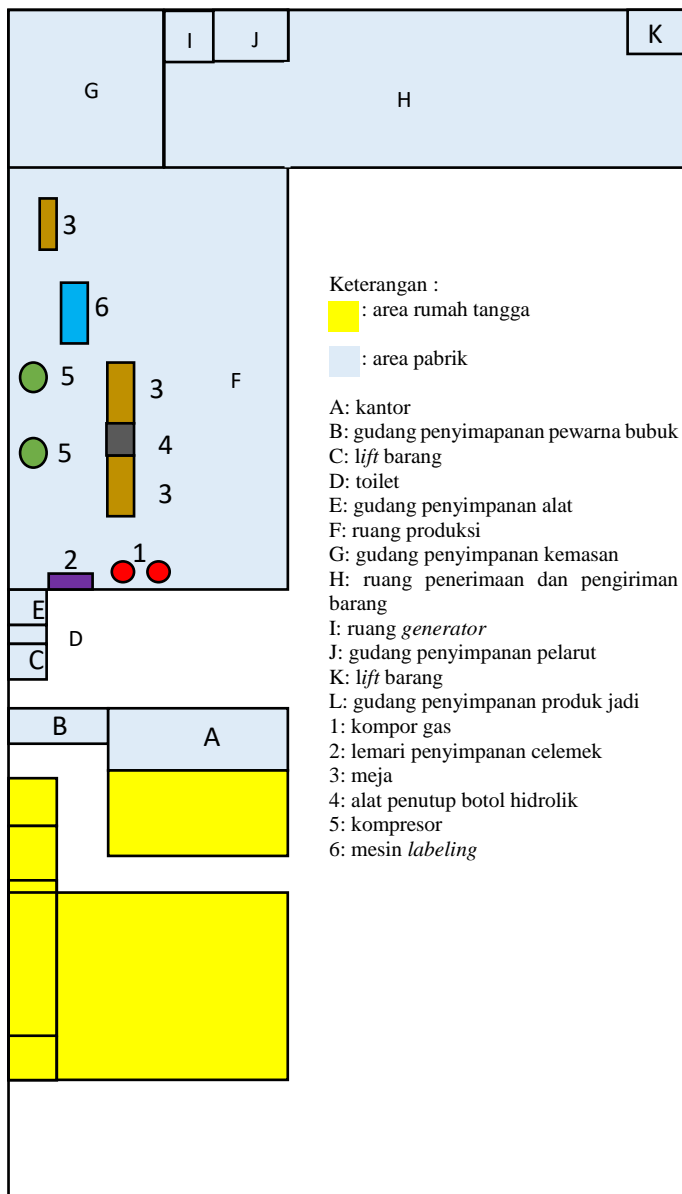 I
J
K
G
H
3
6
5
3
F
5
4
3
2
1
E
D
C
B
A
Keterangan :
: area rumah tangga
: area pabrik
A: kantor
B: gudang penyimapanan pewarna bubuk
C: lift barang
D: toilet
E: gudang penyimpanan alat
F: ruang produksi
G: gudang penyimpanan kemasan
H: ruang penerimaan dan pengiriman
barang
I: ruang generator
J: gudang penyimpanan pelarut
K: lift barang
L: gudang penyimpanan produk jadi
1: kompor gas
2: lemari penyimpanan celemek
3: meja
4: alat penutup botol hidrolik
5: kompresor
6: mesin labeling